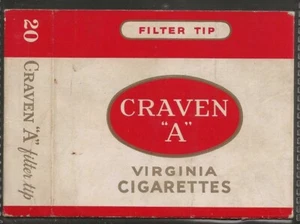 20
CRAVEN "A" filter tip
FILTER TIP
CRAVEN
"A"
VIRGINIA
CIGARETTES